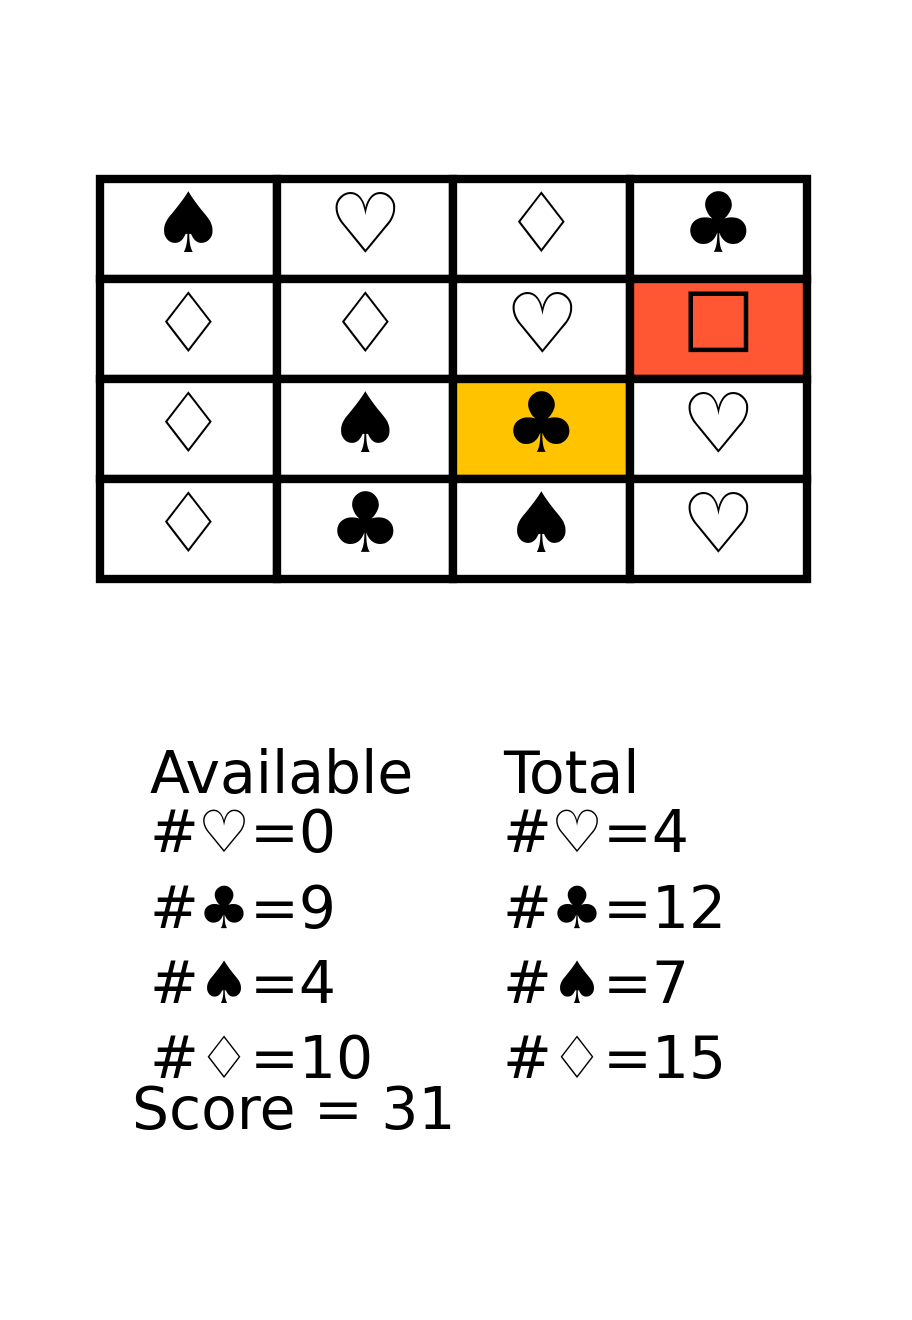 ♠ ♡ ♢ ♣
♢ ♢ ♡ □
♢ ♠ ♣ ♡
♢ ♣ ♠ ♡
Available Total
#♡=0 #♡=4
#♣=9 #♣=12
#♠=4 #♠=7
#♢=10 #♢=15
Score = 31